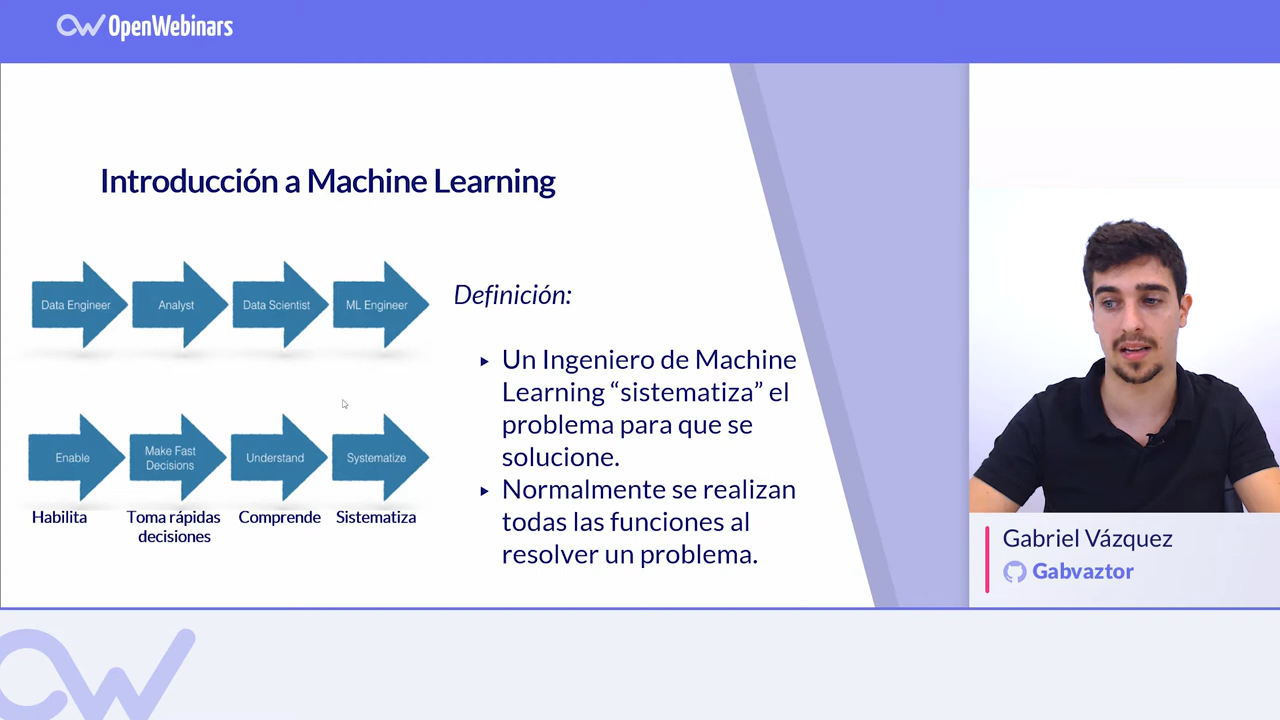 OpenWebinars
Introducción a Machine Learning
Data Engineer
Analyst
Data Scientist
ML Engineer
Enable
Make Fast
Decisions
Understand
Systematize
Habilita
Toma rápidas
decisiones
Comprende
Sistematiza
Definición:
‣ Un Ingeniero de Machine
Learning “sistematiza” el
problema para que se
solucione.
‣ Normalmente se realizan
todas las funciones al
resolver un problema.
Gabriel Vázquez
Gabvaztor